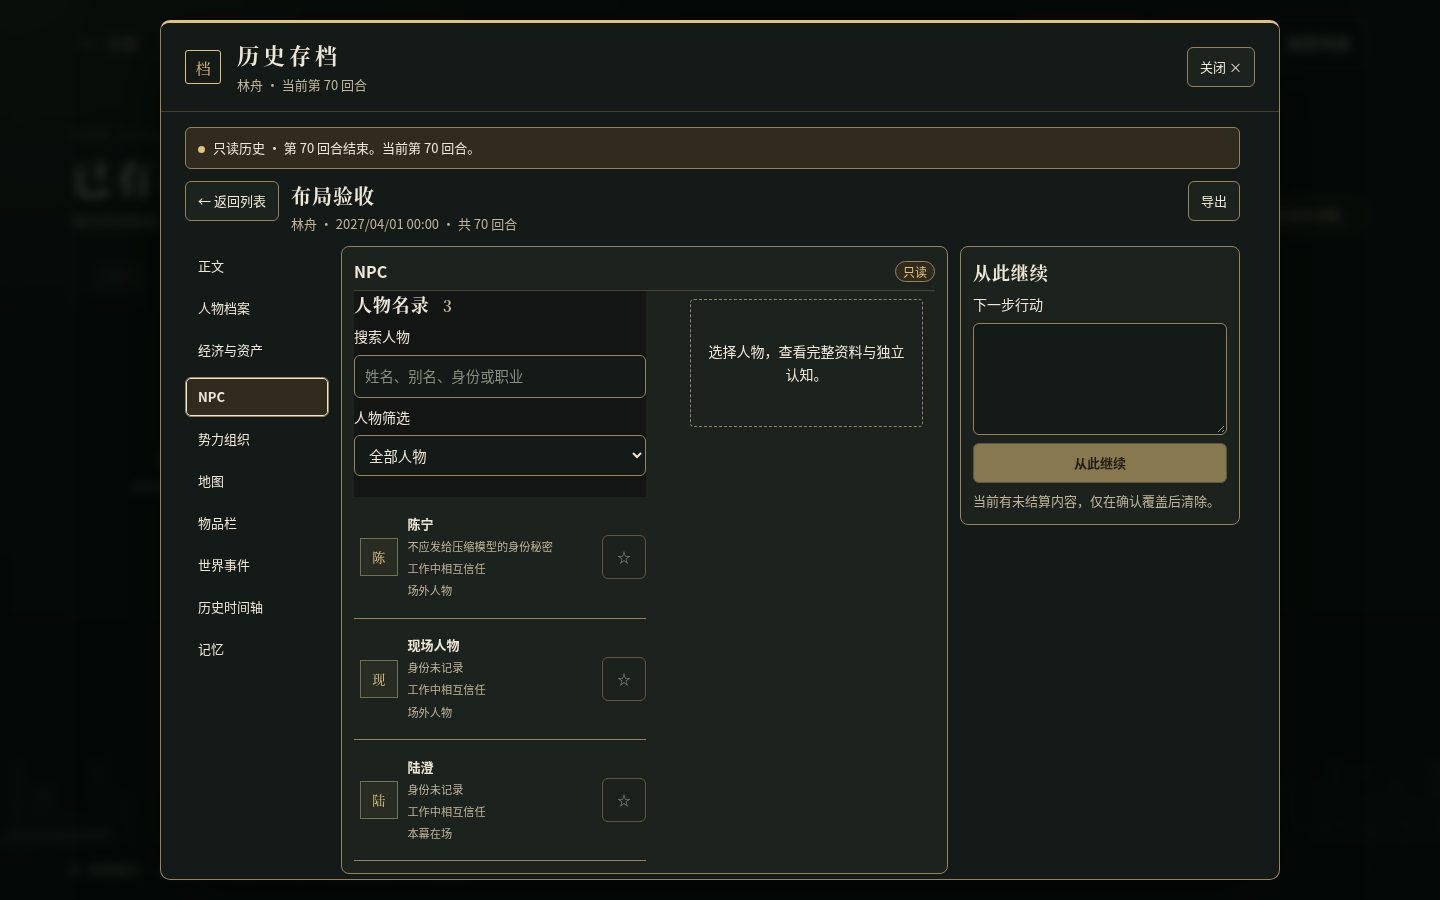 档
历史存档
林舟 · 当前第 70 回合
关闭 ×
只读历史 · 第 70 回合结束。当前第 70 回合。
← 返回列表
布局验收
林舟 · 2027/04/01 00:00 · 共 70 回合
导出
正文
人物档案
经济与资产
NPC
势力组织
地图
物品栏
世界事件
历史时间轴
记忆
NPC
只读
人物名录 3
搜索人物
姓名、别名、身份或职业
人物筛选
全部人物
陈
陈宁
不应发给压缩模型的身份秘密
工作中相互信任
场外人物
☆
现
现场人物
身份未记录
工作中相互信任
场外人物
☆
陆
陆澄
身份未记录
工作中相互信任
本幕在场
☆
选择人物，查看完整资料与独立
认知。
从此继续
下一步行动
从此继续
当前有未结算内容，仅在确认覆盖后清除。